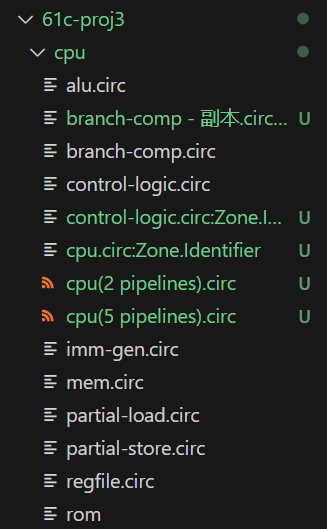 61c-proj3
cpu
alu.circ
branch-comp - 副本.circ... U
branch-comp.circ
control-logic.circ
control-logic.circ:Zone.I... U
cpu.circ:Zone.Identifier U
cpu(2 pipelines).circ U
cpu(5 pipelines).circ U
imm-gen.circ
mem.circ
partial-load.circ
partial-store.circ
regfile.circ
rom